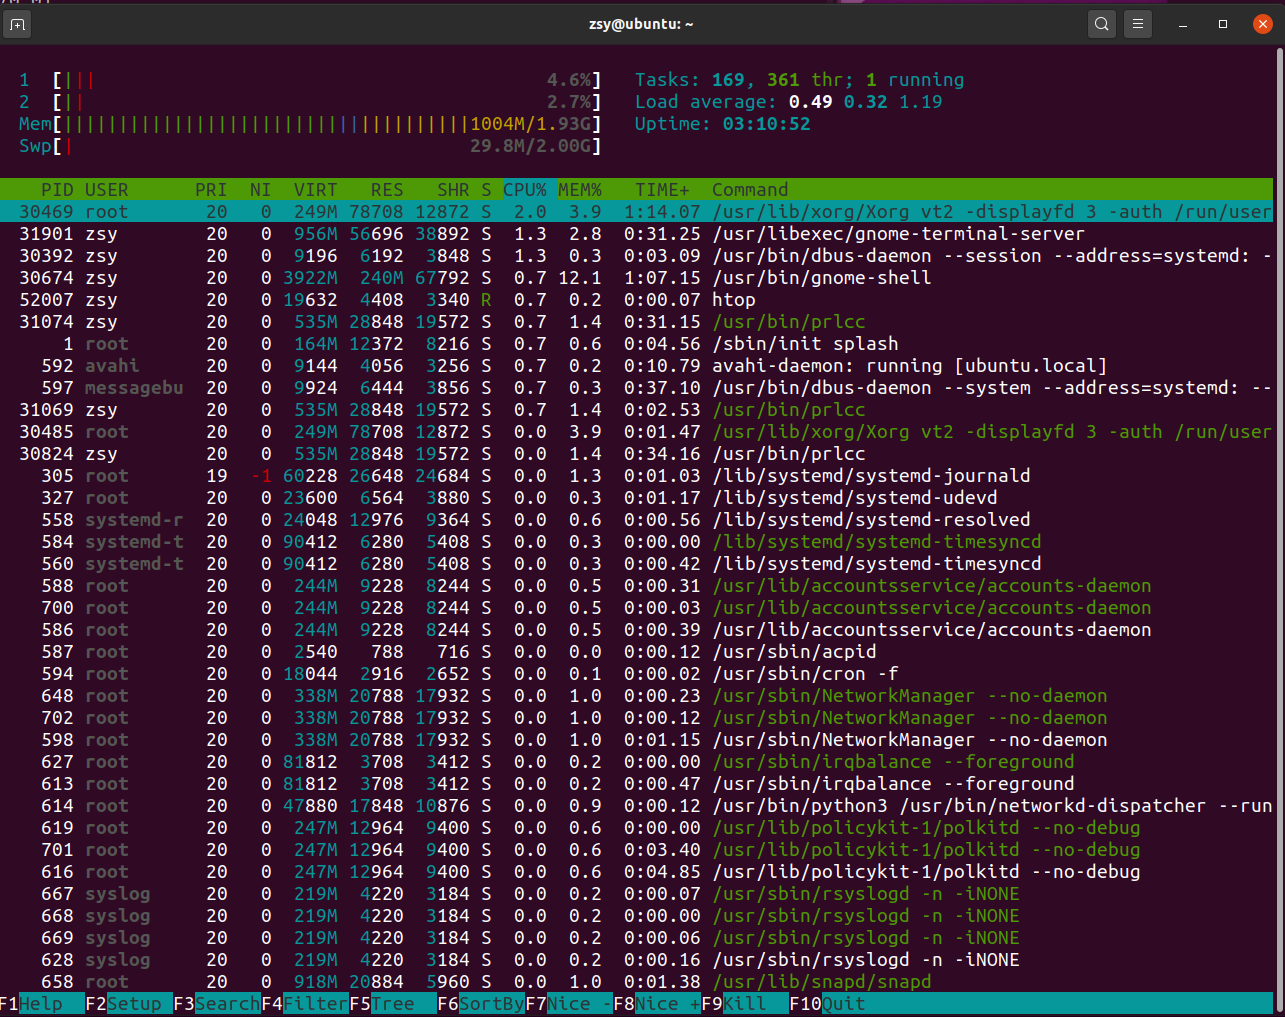 zsy@ubuntu: ~
1 [||| 4.6%] Tasks: 169, 361 thr; 1 running
2 [|| 2.7%] Load average: 0.49 0.32 1.19
Mem[|||||||||||||||||||||||||||||||||||||1004M/1.93G] Uptime: 03:10:52
Swp[| 29.8M/2.00G]
PID USER PRI NI VIRT RES SHR S CPU% MEM% TIME+ Command
30469 root 20 0 249M 78708 12872 S 2.0 3.9 1:14.07 /usr/lib/xorg/Xorg vt2 -displayfd 3 -auth /run/user
31901 zsy 20 0 956M 56696 38892 S 1.3 2.8 0:31.25 /usr/libexec/gnome-terminal-server
30392 zsy 20 0 9196 6192 3848 S 1.3 0.3 0:03.09 /usr/bin/dbus-daemon --session --address=systemd: -
30674 zsy 20 0 3922M 240M 67792 S 0.7 12.1 1:07.15 /usr/bin/gnome-shell
52007 zsy 20 0 19632 4408 3340 R 0.7 0.2 0:00.07 htop
31074 zsy 20 0 535M 28848 19572 S 0.7 1.4 0:31.15 /usr/bin/prlcc
1 root 20 0 164M 12372 8216 S 0.7 0.6 0:04.56 /sbin/init splash
592 avahi 20 0 9144 4056 3256 S 0.7 0.2 0:10.79 avahi-daemon: running [ubuntu.local]
597 messagebu 20 0 9924 6444 3856 S 0.7 0.3 0:37.10 /usr/bin/dbus-daemon --system --address=systemd: --
31069 zsy 20 0 535M 28848 19572 S 0.7 1.4 0:02.53 /usr/bin/prlcc
30485 root 20 0 249M 78708 12872 S 0.0 3.9 0:01.47 /usr/lib/xorg/Xorg vt2 -displayfd 3 -auth /run/user
30824 zsy 20 0 535M 28848 19572 S 0.0 1.4 0:34.16 /usr/bin/prlcc
305 root 19 -1 60228 26648 24684 S 0.0 1.3 0:01.03 /lib/systemd/systemd-journald
327 root 20 0 23600 6564 3880 S 0.0 0.3 0:01.17 /lib/systemd/systemd-udevd
558 systemd-r 20 0 24048 12976 9364 S 0.0 0.6 0:00.56 /lib/systemd/systemd-resolved
584 systemd-t 20 0 90412 6280 5408 S 0.0 0.3 0:00.00 /lib/systemd/systemd-timesyncd
560 systemd-t 20 0 90412 6280 5408 S 0.0 0.3 0:00.42 /lib/systemd/systemd-timesyncd
588 root 20 0 244M 9228 8244 S 0.0 0.5 0:00.31 /usr/lib/accountsservice/accounts-daemon
700 root 20 0 244M 9228 8244 S 0.0 0.5 0:00.03 /usr/lib/accountsservice/accounts-daemon
586 root 20 0 244M 9228 8244 S 0.0 0.5 0:00.39 /usr/lib/accountsservice/accounts-daemon
587 root 20 0 2540 788 716 S 0.0 0.0 0:00.12 /usr/sbin/acpid
594 root 20 0 18044 2916 2652 S 0.0 0.1 0:00.02 /usr/sbin/cron -f
648 root 20 0 338M 20788 17932 S 0.0 1.0 0:00.23 /usr/sbin/NetworkManager --no-daemon
702 root 20 0 338M 20788 17932 S 0.0 1.0 0:00.12 /usr/sbin/NetworkManager --no-daemon
598 root 20 0 338M 20788 17932 S 0.0 1.0 0:01.15 /usr/sbin/NetworkManager --no-daemon
627 root 20 0 81812 3708 3412 S 0.0 0.2 0:00.00 /usr/sbin/irqbalance --foreground
613 root 20 0 81812 3708 3412 S 0.0 0.2 0:00.47 /usr/sbin/irqbalance --foreground
614 root 20 0 47880 17848 10876 S 0.0 0.9 0:00.12 /usr/bin/python3 /usr/bin/networkd-dispatcher --run
619 root 20 0 247M 12964 9400 S 0.0 0.6 0:00.00 /usr/lib/policykit-1/polkitd --no-debug
701 root 20 0 247M 12964 9400 S 0.0 0.6 0:03.40 /usr/lib/policykit-1/polkitd --no-debug
616 root 20 0 247M 12964 9400 S 0.0 0.6 0:04.85 /usr/lib/policykit-1/polkitd --no-debug
667 syslog 20 0 219M 4220 3184 S 0.0 0.2 0:00.07 /usr/sbin/rsyslogd -n -iNONE
668 syslog 20 0 219M 4220 3184 S 0.0 0.2 0:00.00 /usr/sbin/rsyslogd -n -iNONE
669 syslog 20 0 219M 4220 3184 S 0.0 0.2 0:00.06 /usr/sbin/rsyslogd -n -iNONE
628 syslog 20 0 219M 4220 3184 S 0.0 0.2 0:00.16 /usr/sbin/rsyslogd -n -iNONE
658 root 20 0 918M 20884 5960 S 0.0 1.0 0:01.38 /usr/lib/snapd/snapd
F1Help F2Setup F3SearchF4FilterF5Tree F6SortByF7Nice -F8Nice +F9Kill F10Quit